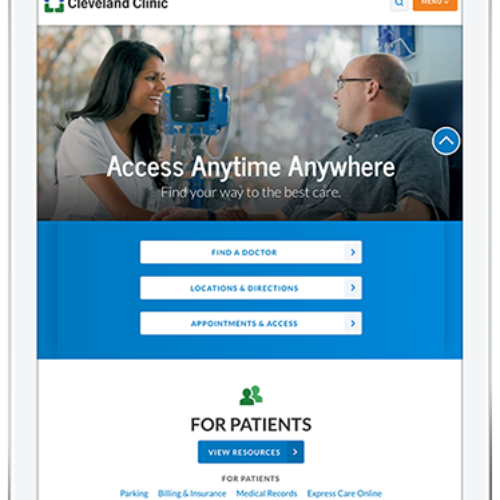 Cleveland Clinic
MENU
Access Anytime Anywhere
Find your way to the best care.
FIND A DOCTOR
LOCATIONS & DIRECTIONS
APPOINTMENTS & ACCESS
FOR PATIENTS
VIEW RESOURCES
FOR PATIENTS
Parking Billing & Insurance Medical Records Express Care Online